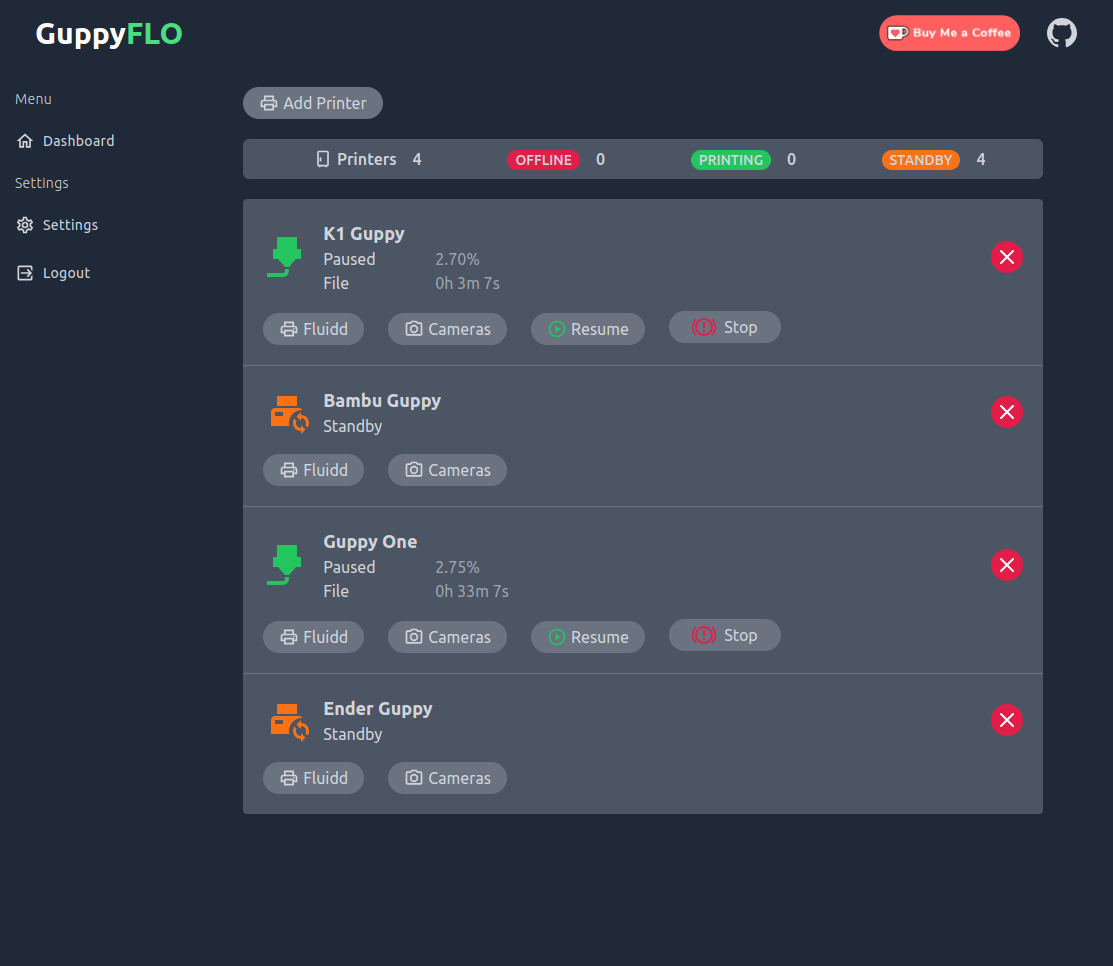 GuppyFLO
Buy Me a Coffee
Menu
Dashboard
Settings
Settings
Logout
Add Printer
Printers 4 OFFLINE 0 PRINTING 0 STANDBY 4
K1 Guppy
Paused 2.70%
File 0h 3m 7s
Fluidd Cameras Resume Stop
Bambu Guppy
Standby
Fluidd Cameras
Guppy One
Paused 2.75%
File 0h 33m 7s
Fluidd Cameras Resume Stop
Ender Guppy
Standby
Fluidd Cameras